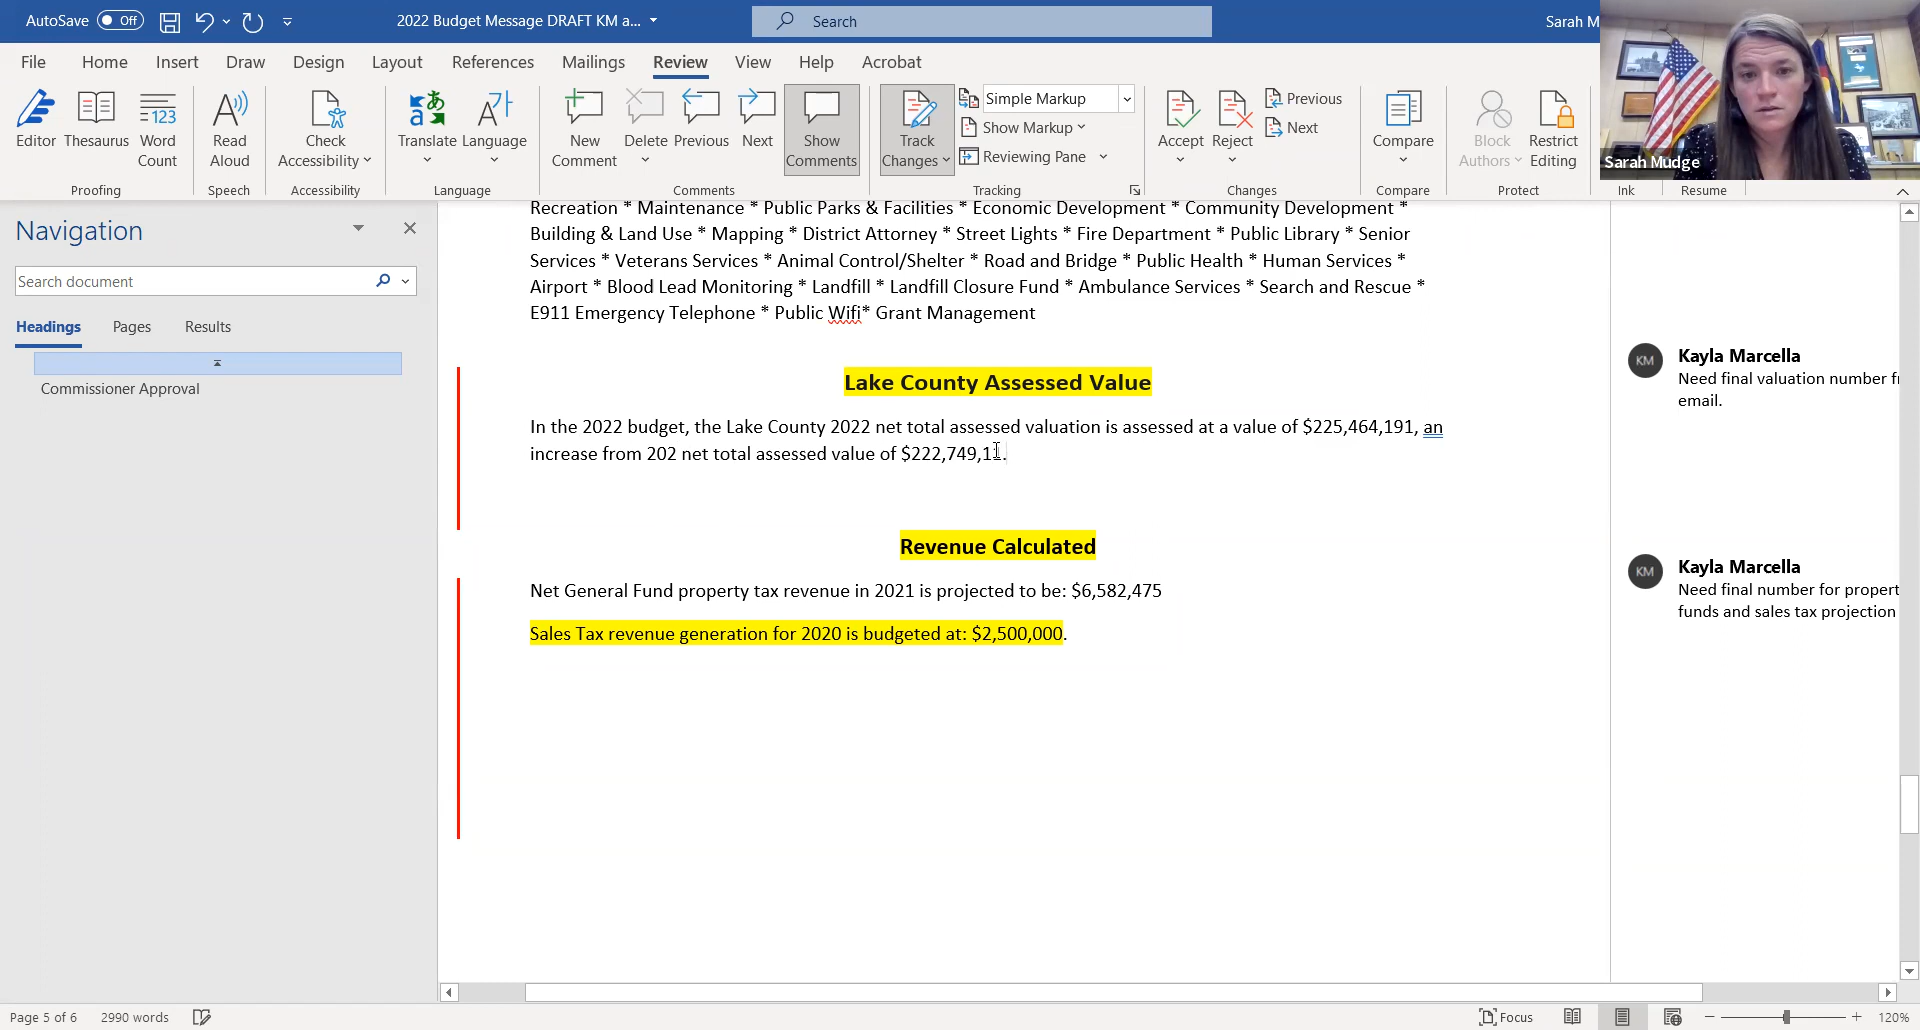 AutoSave Off 2022 Budget Message DRAFT KM a... Search Sarah M
File Home Insert Draw Design Layout References Mailings Review View Help Acrobat
Editor Thesaurus Word Count Read Aloud Check Accessibility Translate Language New Comment Delete Previous Next Show Comments Track Changes Simple Markup Show Markup Reviewing Pane Accept Reject Previous Next Compare Block Authors Restrict Editing
Sarah Mudge
Proofing Speech Accessibility Language Comments Tracking Changes Compare Protect Ink Resume
Navigation
Search document
Headings Pages Results
Commissioner Approval
Recreation * Maintenance * Public Parks & Facilities * Economic Development * Community Development *
Building & Land Use * Mapping * District Attorney * Street Lights * Fire Department * Public Library * Senior
Services * Veterans Services * Animal Control/Shelter * Road and Bridge * Public Health * Human Services *
Airport * Blood Lead Monitoring * Landfill * Landfill Closure Fund * Ambulance Services * Search and Rescue *
E911 Emergency Telephone * Public Wifi* Grant Management
Lake County Assessed Value
In the 2022 budget, the Lake County 2022 net total assessed valuation is assessed at a value of $225,464,191, an
increase from 202 net total assessed value of $222,749,11.
Revenue Calculated
Net General Fund property tax revenue in 2021 is projected to be: $6,582,475
Sales Tax revenue generation for 2020 is budgeted at: $2,500,000.
KM Kayla Marcella
Need final valuation number
email.
KM Kayla Marcella
Need final number for propert
funds and sales tax projection
Page 5 of 6 2990 words Focus 120%